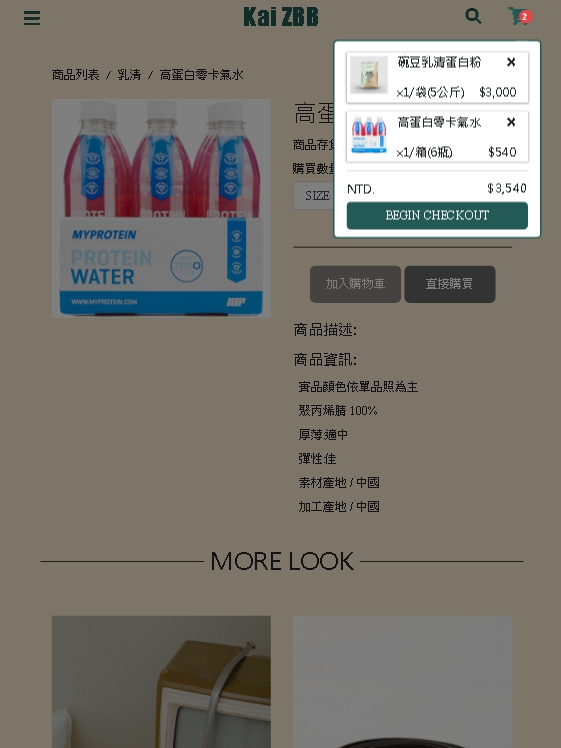 Kai ZBB
2
商品列表 / 乳清 / 高蛋白零卡氣水
碗豆乳清蛋白粉 ×
×1/袋(5公斤) $3,000
高蛋白零卡氣水 ×
×1/箱(6瓶) $540
NTD. $3,540
BEGIN CHECKOUT
高蛋
商品存
購買數量
SIZE
MYPROTEIN
PROTEIN
WATER
ZERO
WWW.MYPROTEIN.COM
加入購物車 直接購買
商品描述:
商品資訊:
實品顏色依單品照為主
聚丙烯腈 100%
厚薄適中
彈性佳
素材產地 / 中國
加工產地 / 中國
MORE LOOK